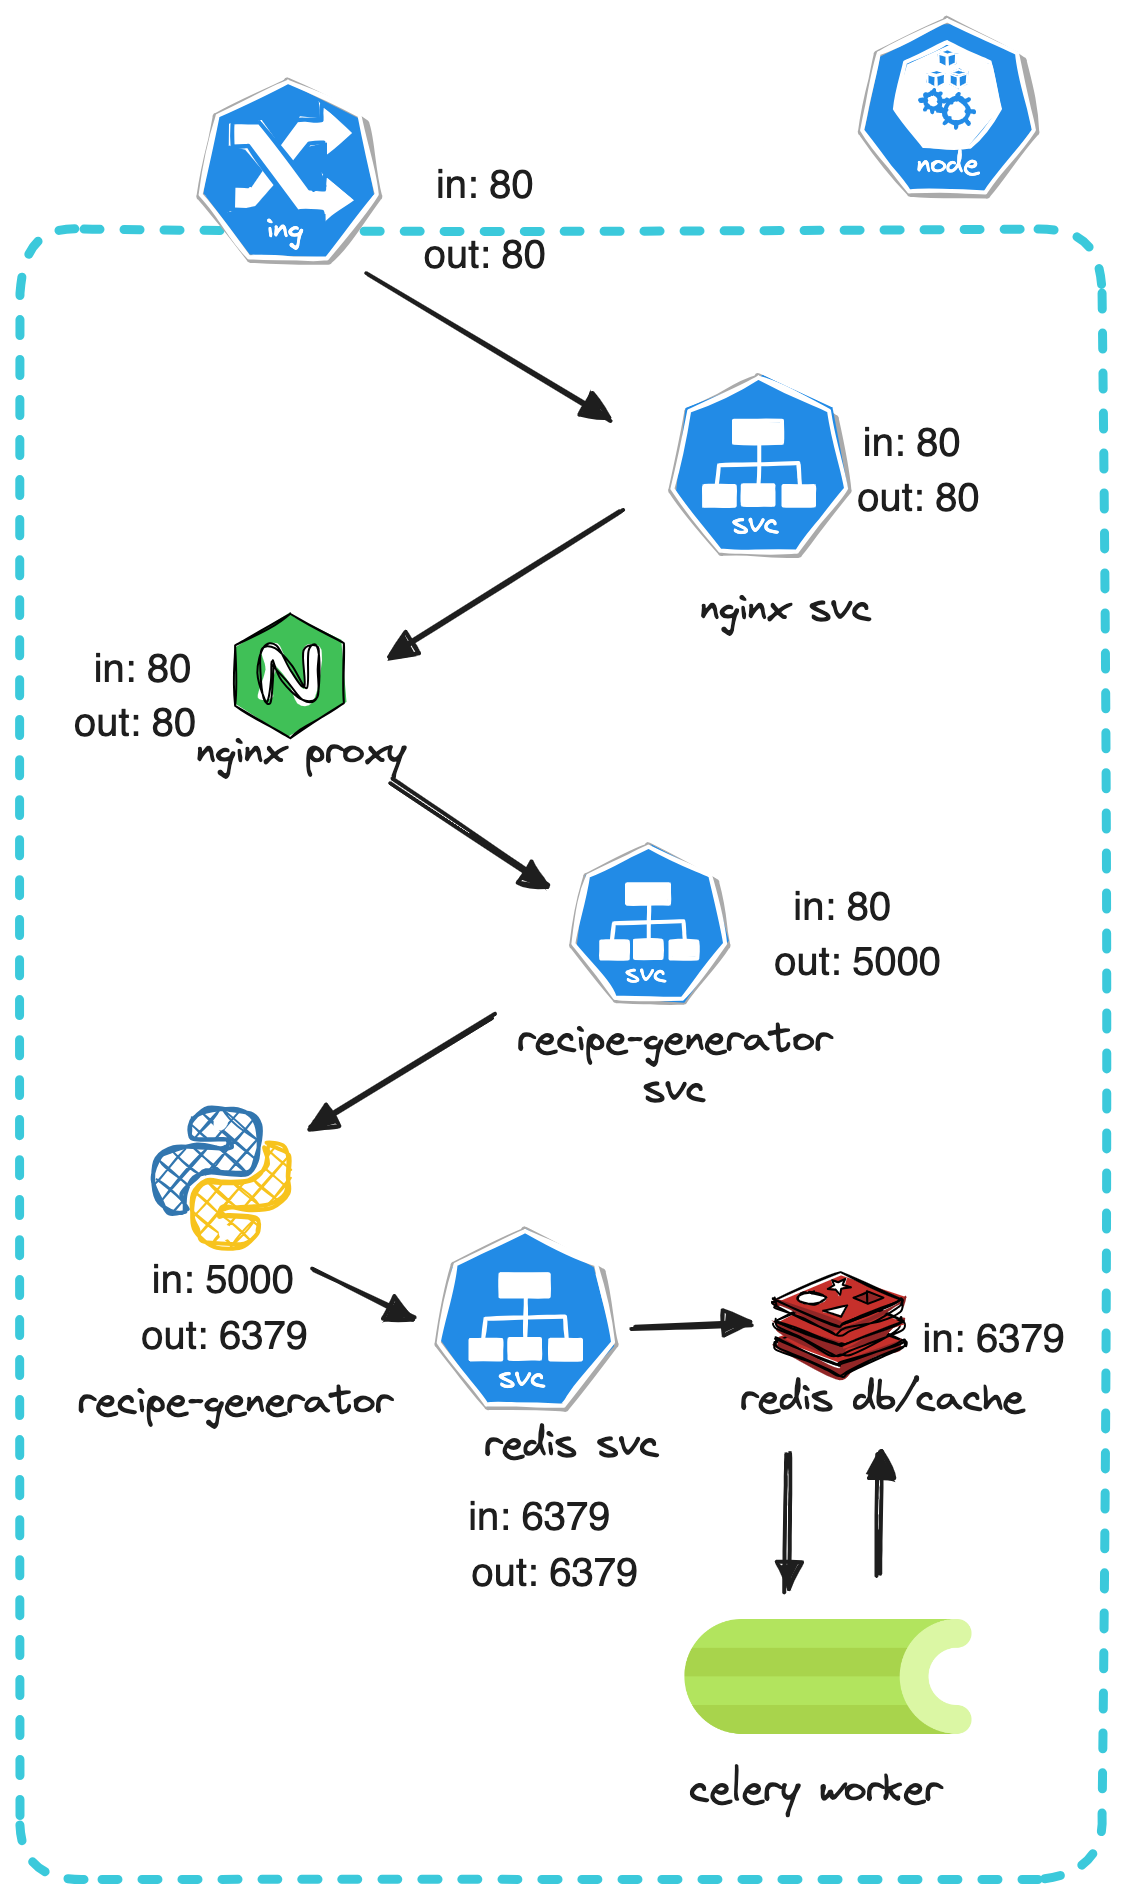 node
ing
in: 80
out: 80
svc
in: 80
out: 80
nginx svc
in: 80
out: 80
N
nginx proxy
svc
in: 80
out: 5000
recipe-generator
svc
in: 5000
out: 6379
recipe-generator
svc
redis svc
in: 6379
out: 6379
in: 6379
redis db/cache
celery worker